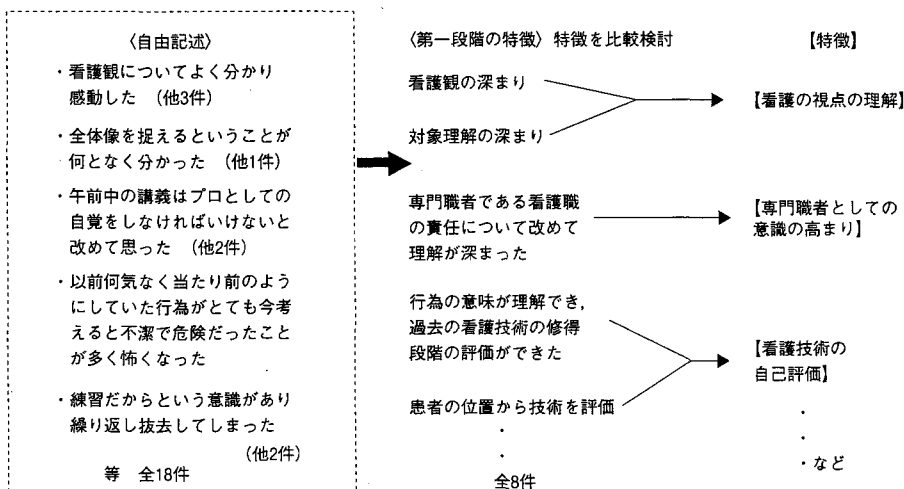 〈自由記述〉
・看護観についてよく分かり
感動した (他3件)
・全体像を捉えるということが
何となく分かった (他1件)
・午前中の講義はプロとしての
自覚をしなければいけないと
改めて思った (他2件)
・以前何気なく当たり前のよう
にしていた行為がとても今考
えると不潔で危険だったこと
が多く怖くなった
・練習だからという意識があり
繰り返し抜去してしまった
(他2件)
等 全18件
〈第一段階の特徴〉特徴を比較検討
看護観の深まり
対象理解の深まり
専門職者である看護職
の責任について改めて
理解が深まった
行為の意味が理解でき,
過去の看護技術の修得
段階の評価ができた
患者の位置から技術を評価
・
・
全8件
【特徴】
【看護の視点の理解】
【専門職者としての
意識の高まり】
【看護技術の
自己評価】
・
・
・など